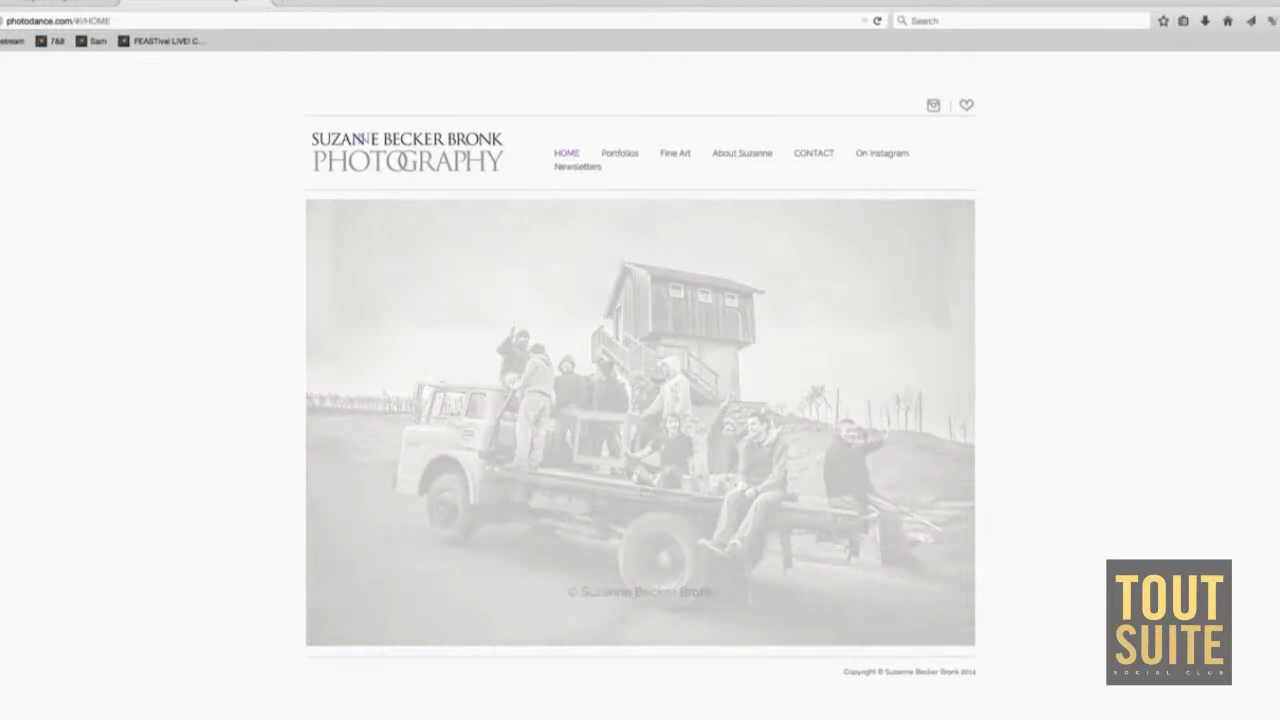 photodance.com/#!/HOME
Search
stream 7&8 Sam FEASTival LIVE! C...
SUZANNE BECKER BRONK
PHOTOGRAPHY
HOME Portfolios Fine Art About Suzanne CONTACT On Instagram
Newsletters
© Suzanne Becker Bronk
Copyright © Suzanne Becker Bronk 2014
TOUT
SUITE
SOCIAL CLUB